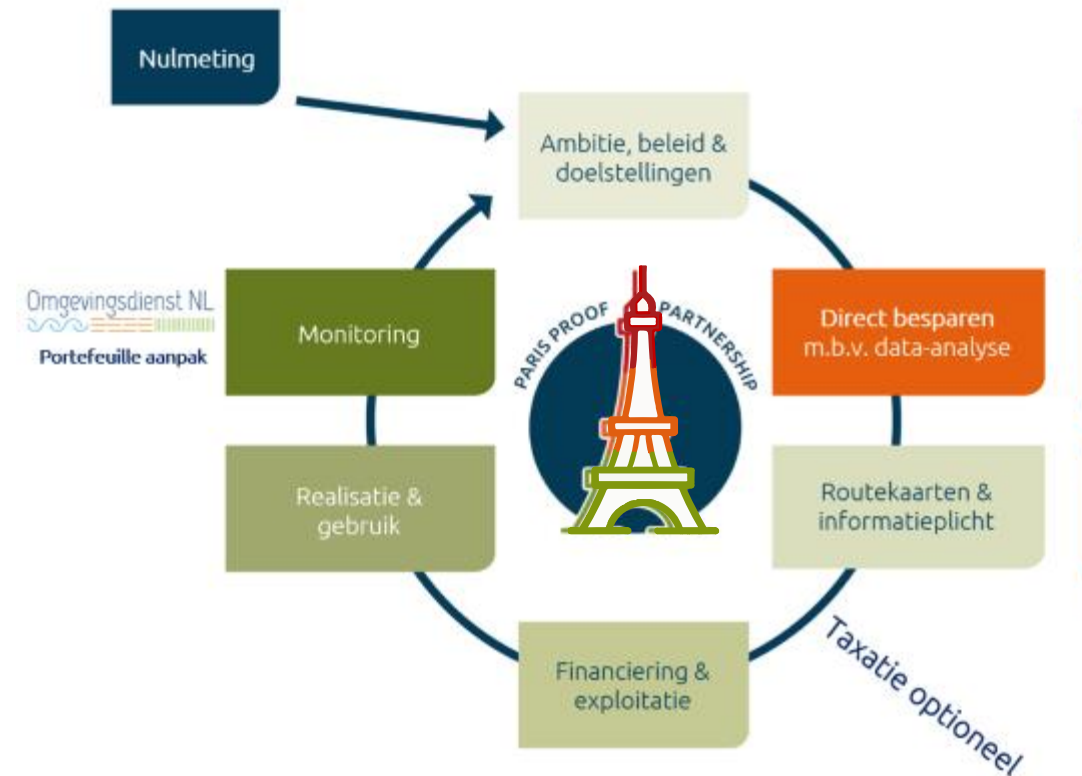 Nulmeting
Ambitie, beleid &
doelstellingen
Direct besparen
m.b.v. data-analyse
Routekaarten &
informatieplicht
Taxatie optioneel
Financiering &
exploitatie
Realisatie &
gebruik
Monitoring
Omgevingsdienst NL
Portefeuille aanpak
PARIS PROOF PARTNERSHIP